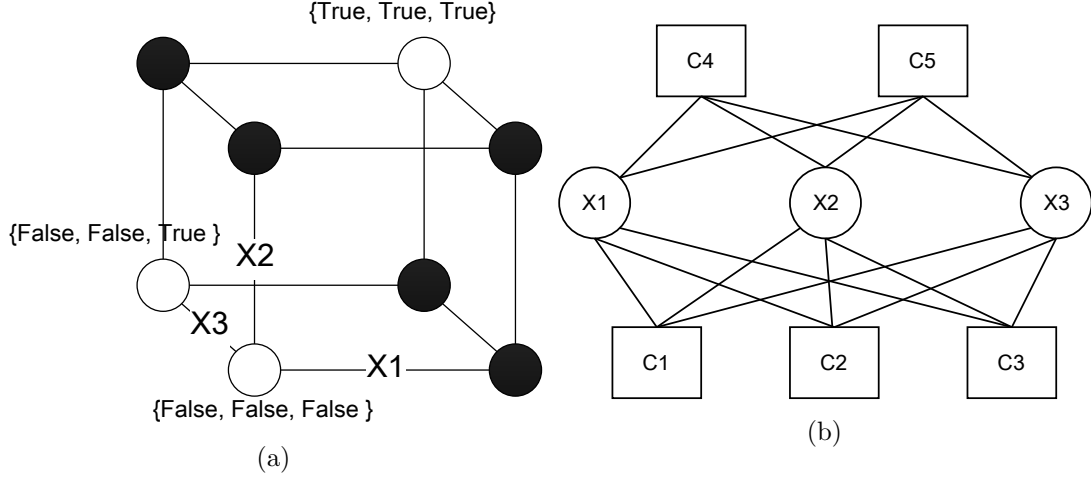 {True, True, True}
{False, False, True }
X2
X3
X1
{False, False, False }
(a)
C4
C5
X1
X2
X3
C1
C2
C3
(b)